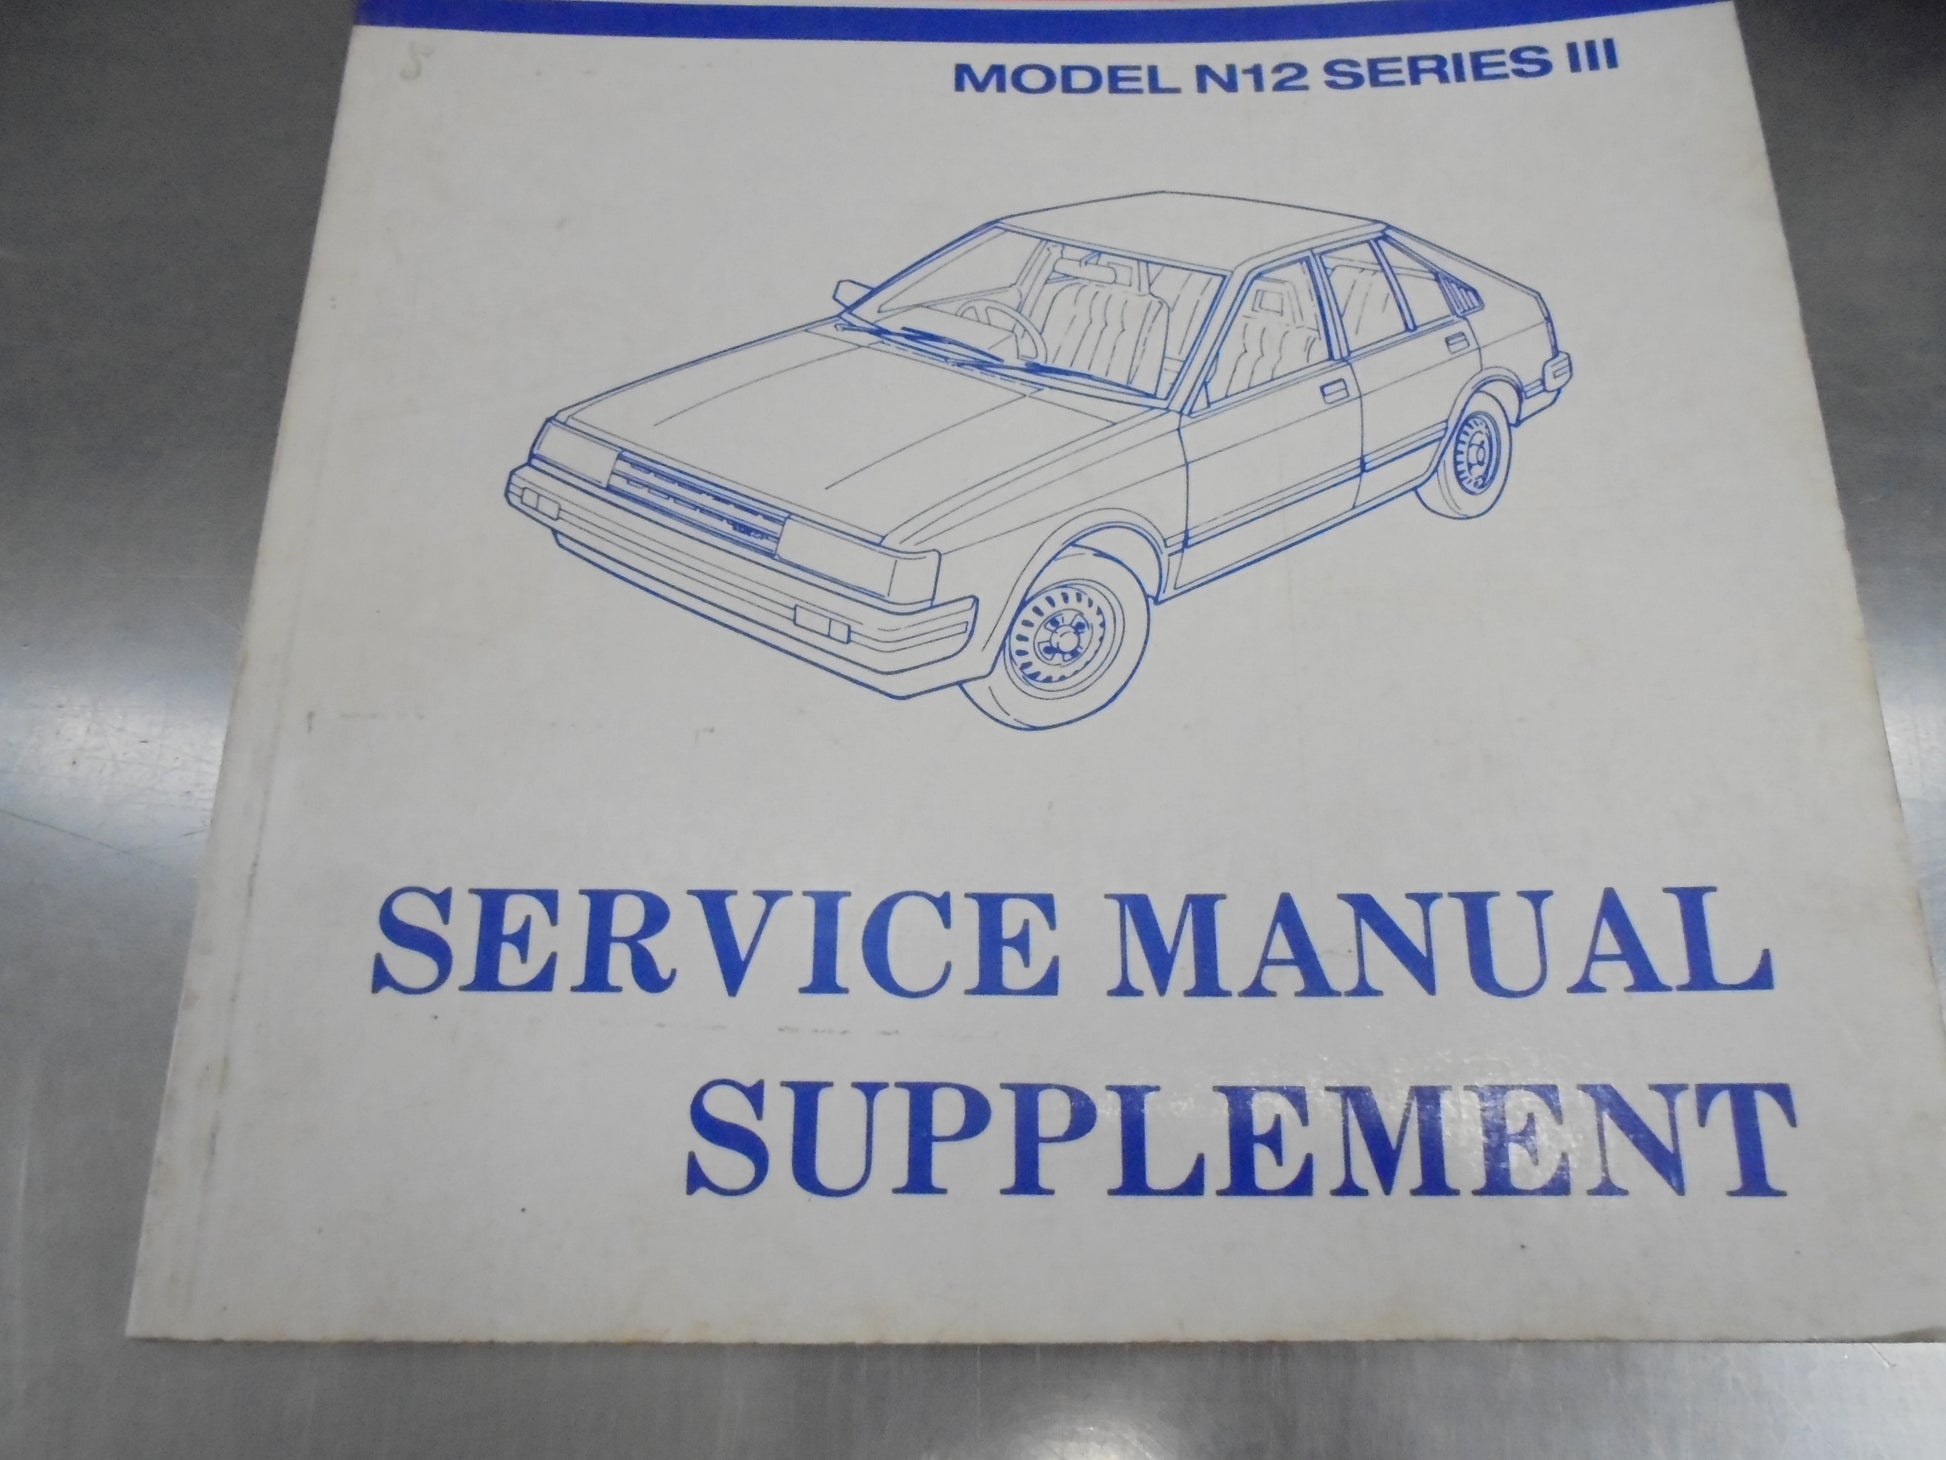 MODEL N12 SERIES III
SERVICE MANUAL
SUPPLEMENT